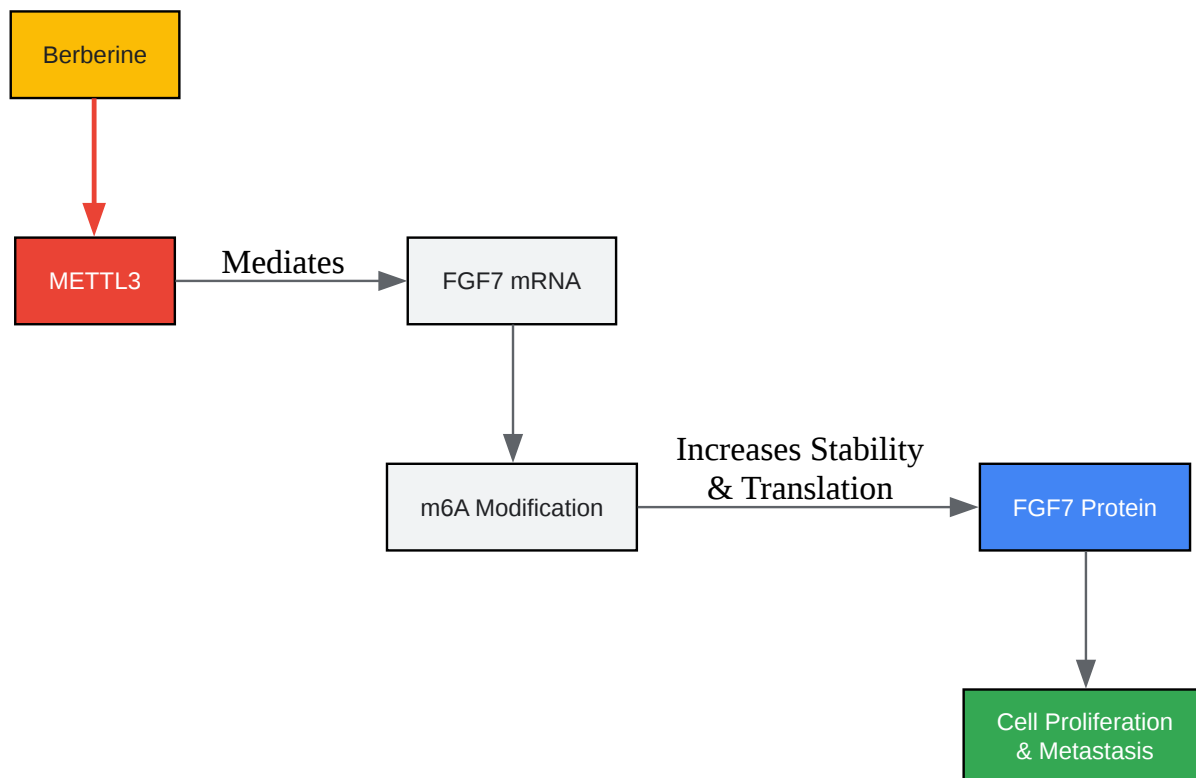 Berberine
METTL3
Mediates
FGF7 mRNA
m6A Modification
Increases Stability
& Translation
FGF7 Protein
Cell Proliferation
& Metastasis